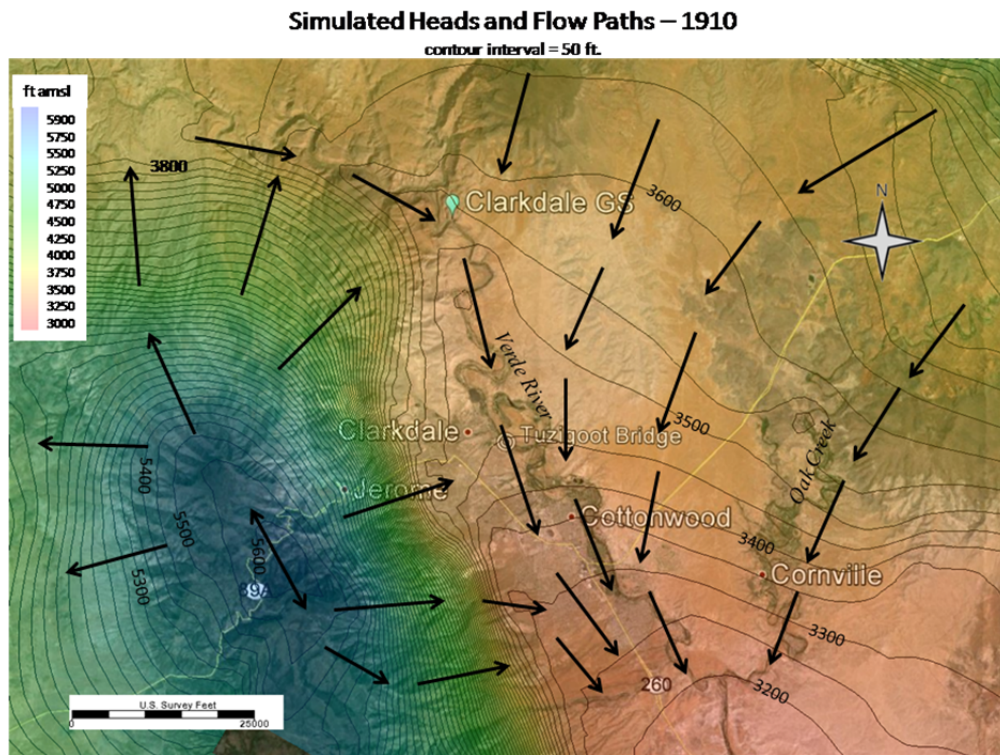 Simulated Heads and Flow Paths – 1910
contour interval = 50 ft.
ft amsl
5900
5750
5500
5250
5000
4750
4500
4250
4000
3750
3500
3250
3000
3800
Clarkdale GS
3600
N
Verde River
3500
Clarkdale
Tuzigoot Bridge
Oak Creek
5400
Jerome
5500
Cottonwood
3400
5600
5300
Cornville
3300
260
3200
U.S. Survey Feet
0
25000